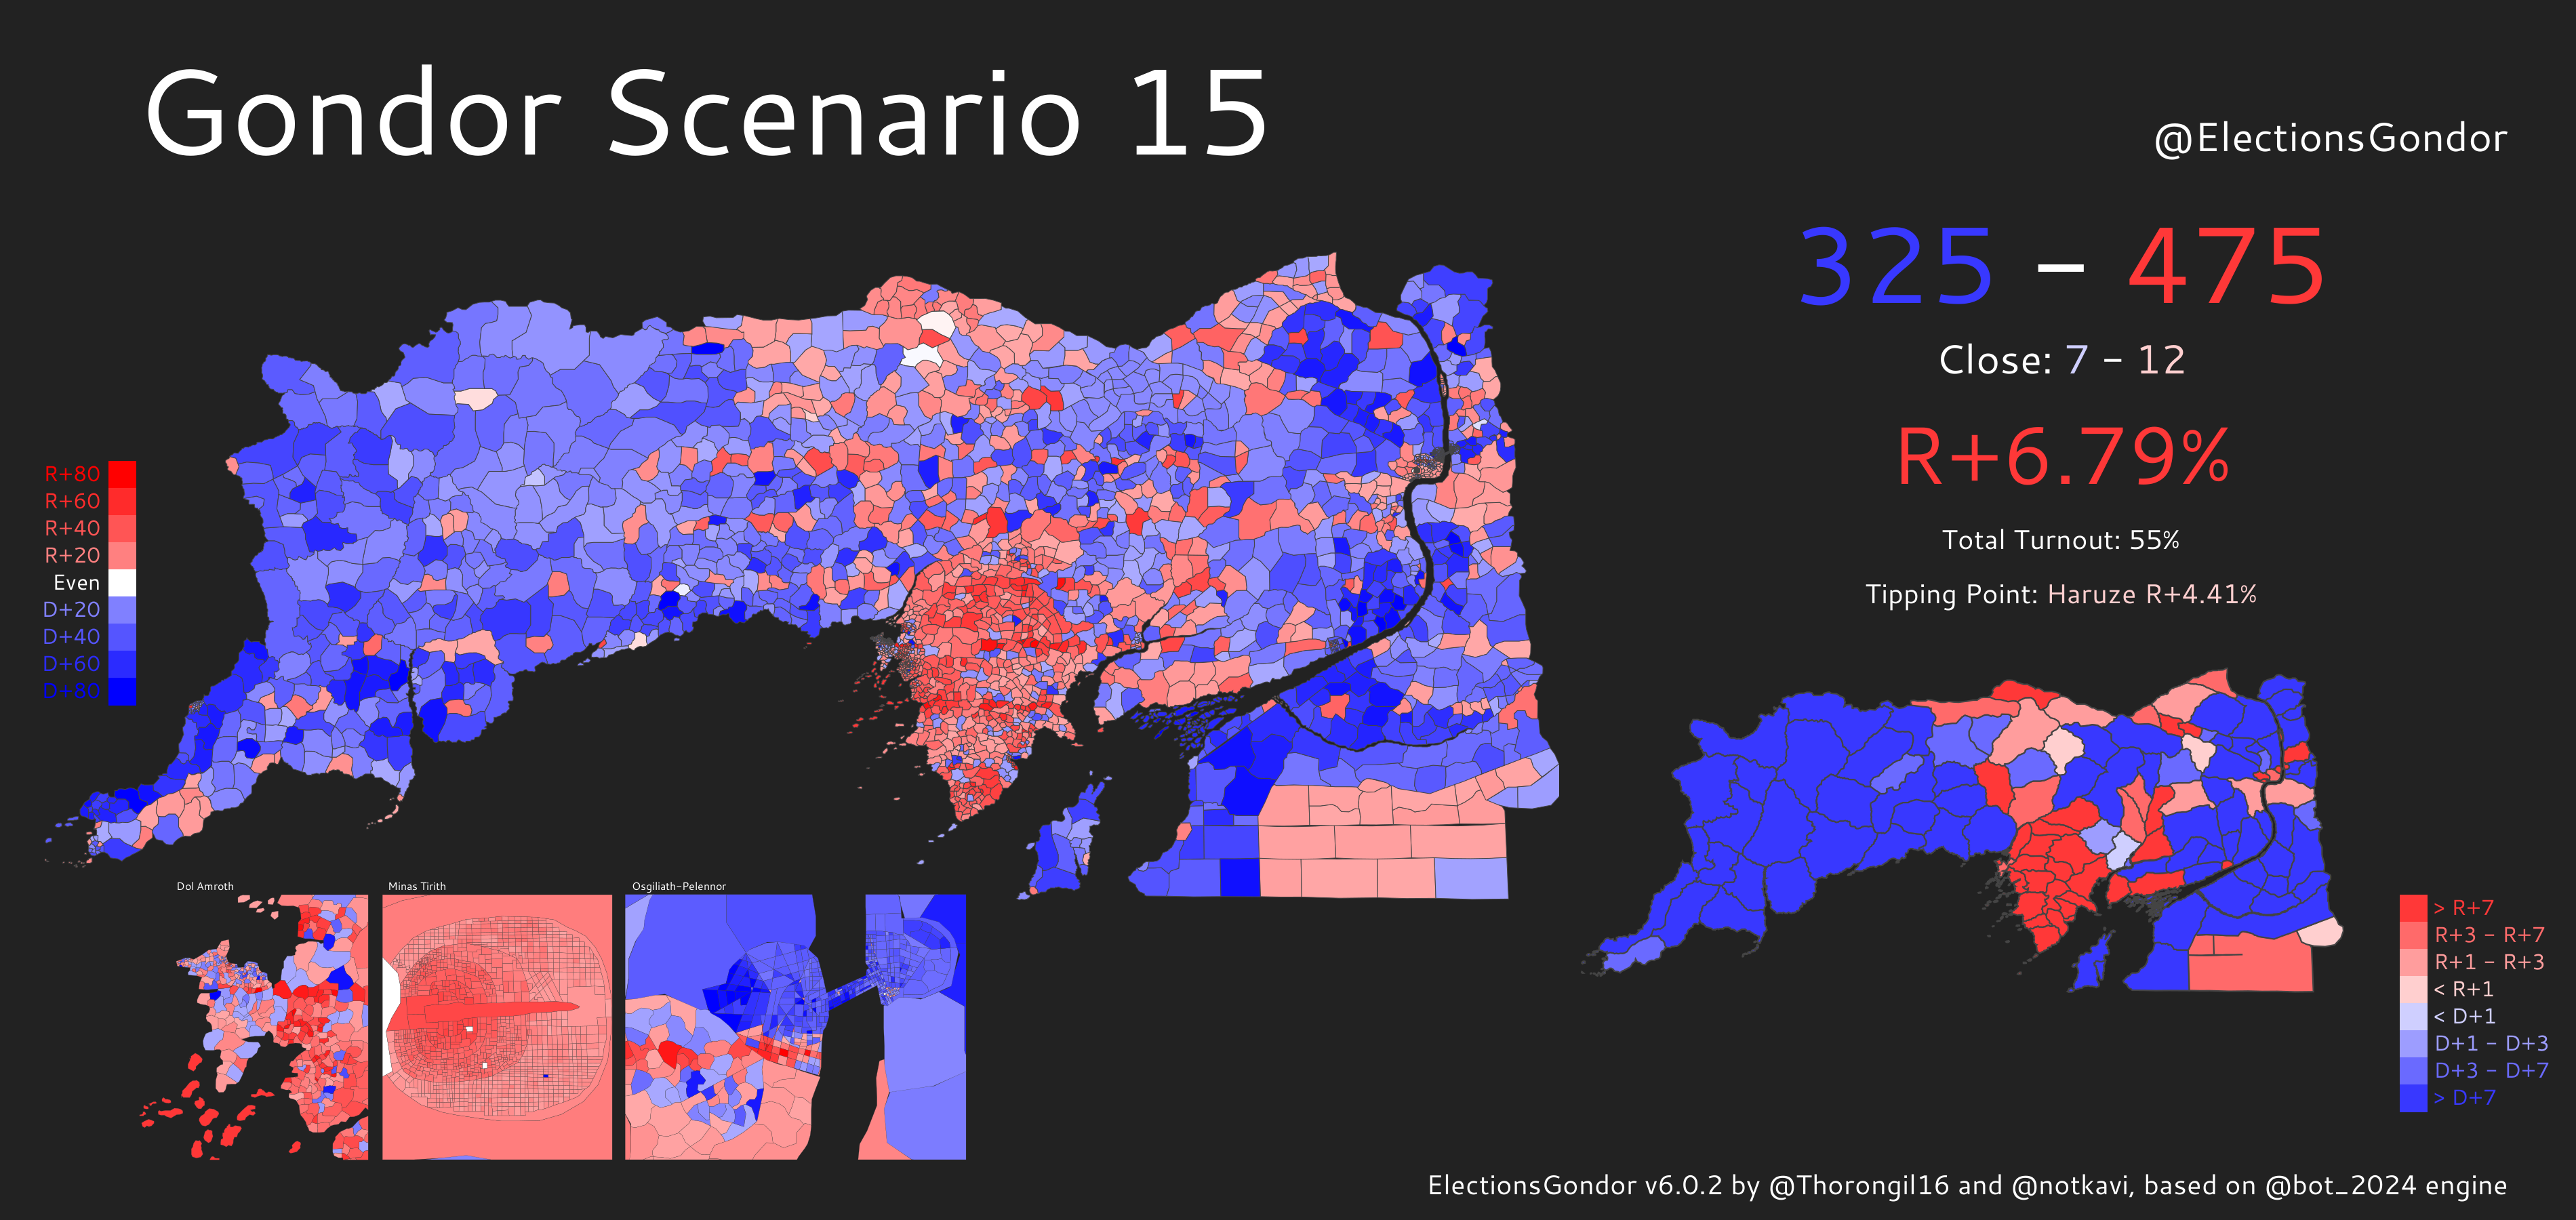 Gondor Scenario 15
@ElectionsGondor
325 – 475
Close: 7 – 12
R+6.79%
Total Turnout: 55%
Tipping Point: Haruze R+4.41%
R+80
R+60
R+40
R+20
Even
D+20
D+40
D+60
D+80
Dol Amroth
Minas Tirith
Osgiliath-Pelennor
> R+7
R+3 – R+7
R+1 – R+3
< R+1
< D+1
D+1 – D+3
D+3 – D+7
> D+7
ElectionsGondor v6.0.2 by @Thorongil16 and @notkavi, based on @bot_2024 engine